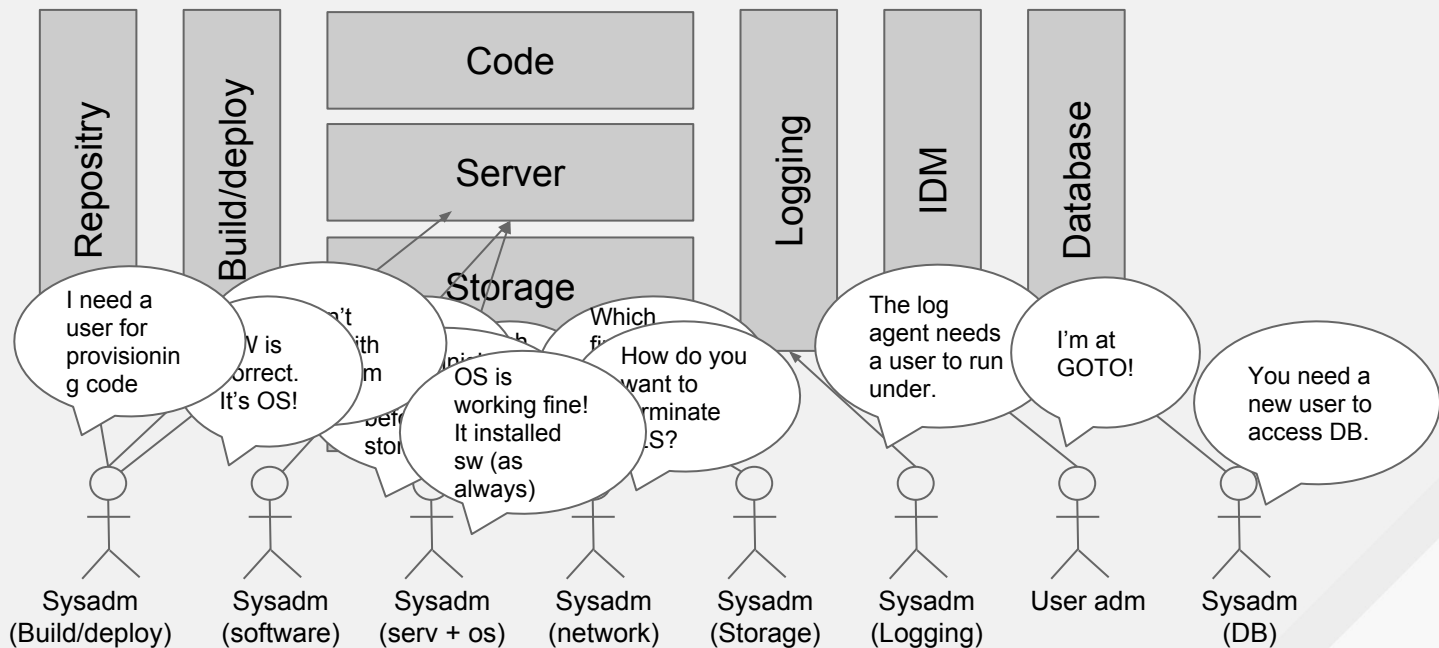 Repositry
Build/deploy
Code
Server
Storage
Logging
IDM
Database
I need a
user for
provisionin
g code
is
It's OS!
OS is
working fine!
It installed
sw (as
always)
Which
How do you
want to
The log
agent needs
a user to run
under.
I'm at
GOTO!
You need a
new user to
access DB.
Sysadm
(Build/deploy)
Sysadm
(software)
Sysadm
(serv + os)
Sysadm
(network)
Sysadm
(Storage)
Sysadm
(Logging)
User adm
Sysadm
(DB)